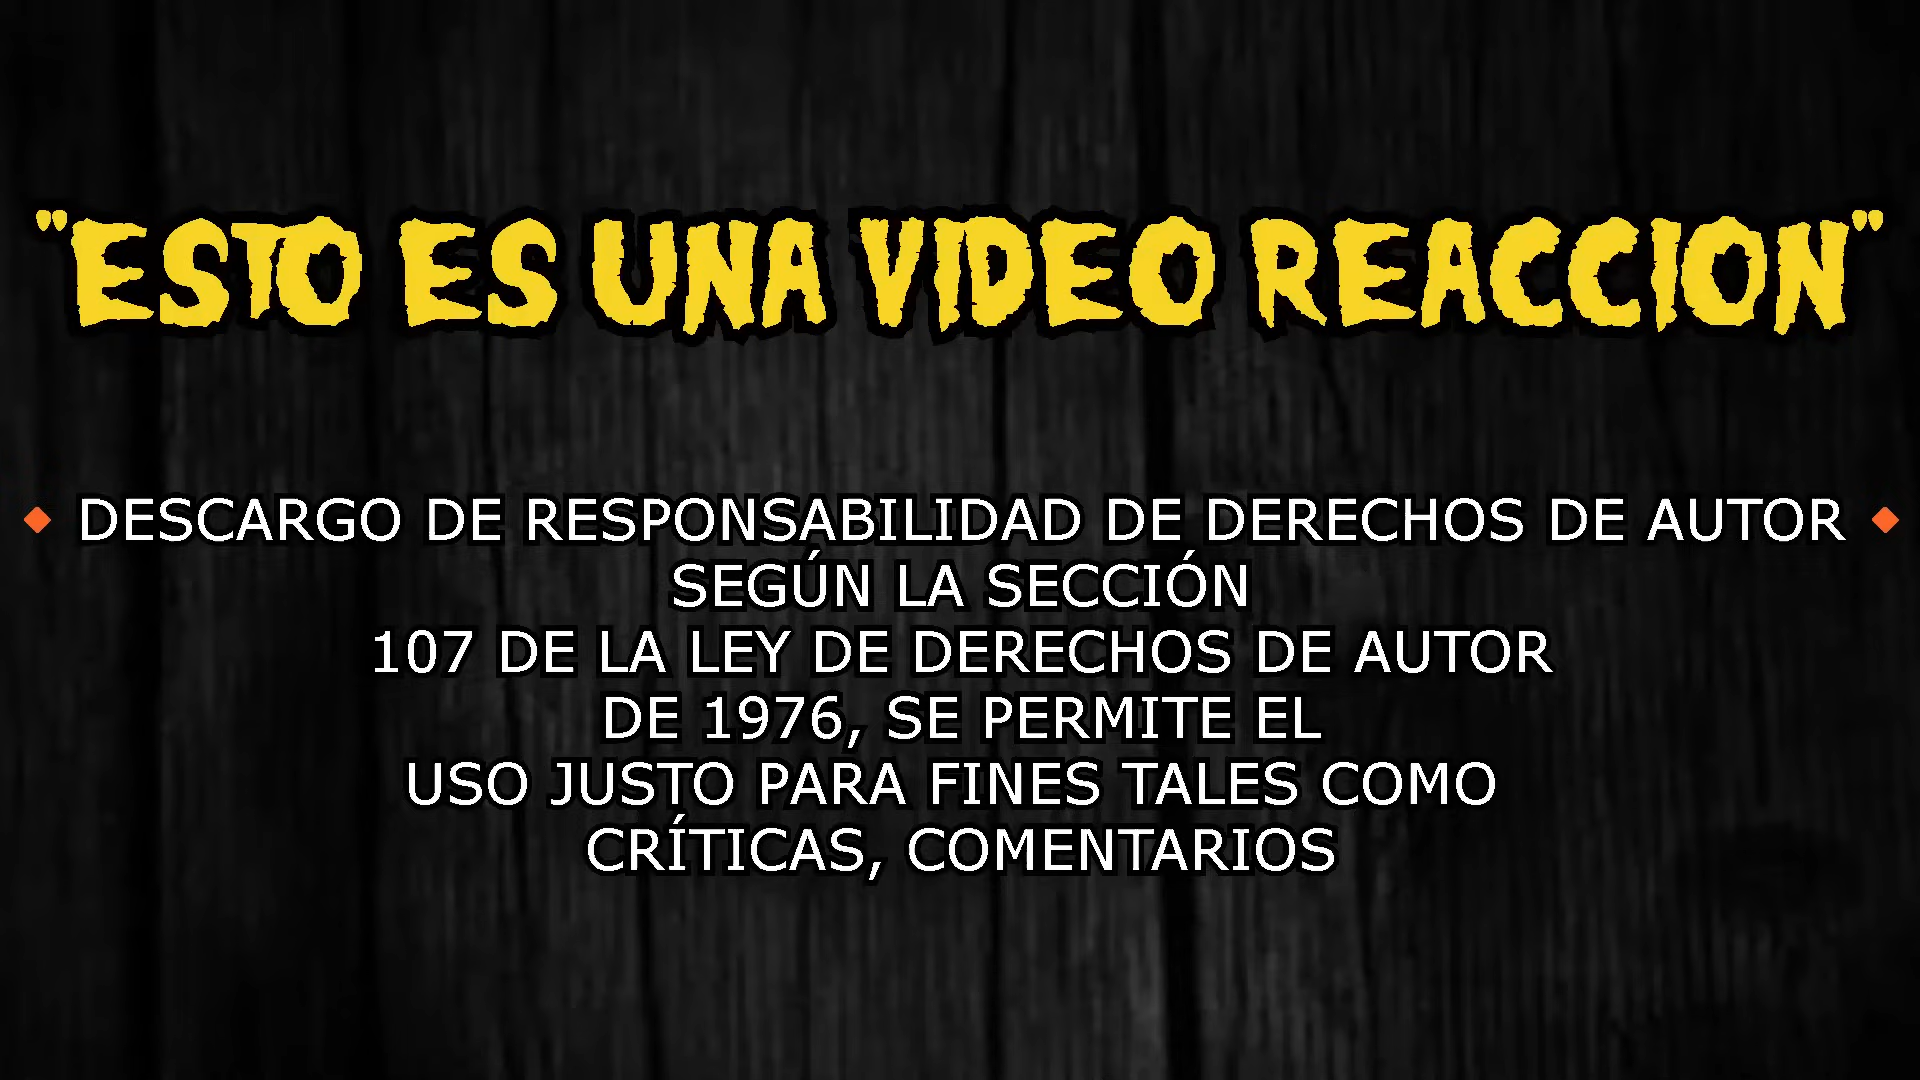 "ESTO ES UNA VIDEO REACCION"
🔸 DESCARGO DE RESPONSABILIDAD DE DERECHOS DE AUTOR 🔸
SEGÚN LA SECCIÓN
107 DE LA LEY DE DERECHOS DE AUTOR
DE 1976, SE PERMITE EL
USO JUSTO PARA FINES TALES COMO
CRÍTICAS, COMENTARIOS